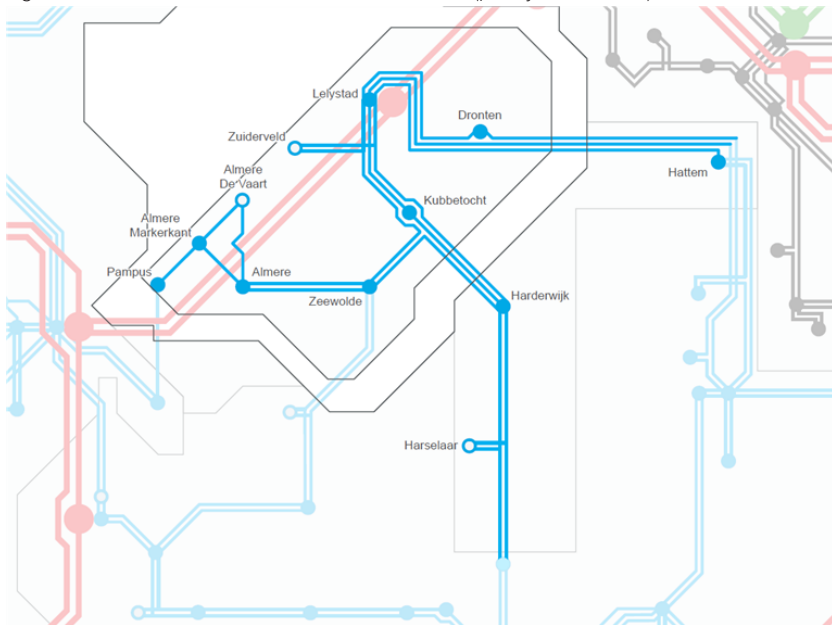 Lelystad
Dronten
Zuiderveld
Almere
De Vaart
Hattem
Kubbetocht
Almere
Markerkant
Pampus
Almere
Zeewolde
Harderwijk
Harselaar